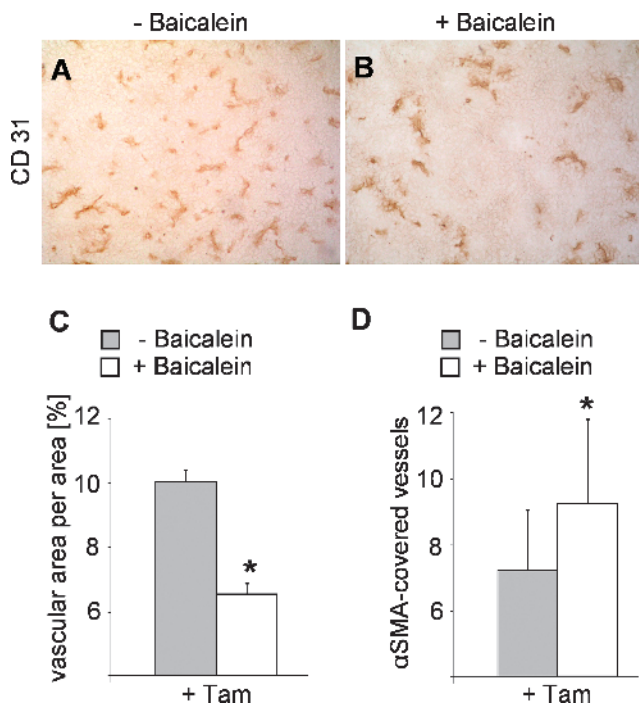 - Baicalein + Baicalein
A B
CD 31
C
- Baicalein
+ Baicalein
vascular area per area [%]
12
10
8
6
*
+ Tam
D
- Baicalein
+ Baicalein
αSMA-covered vessels
12
10
8
6
*
+ Tam